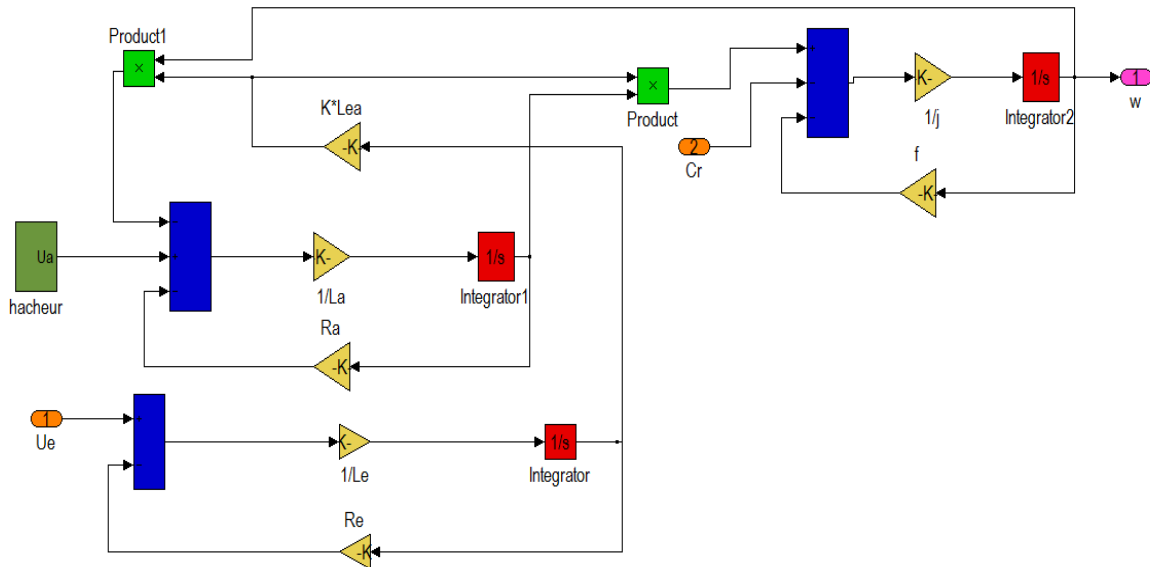 Product1
×
K*Lea
-K
×
Product
K-
1/j
1/s
Integrator2
1
w
2
Cr
f
-K-
Ua
hacheur
K-
1/La
1/s
Integrator1
Ra
-K-
1
Ue
K-
1/Le
1/s
Integrator
Re
-K